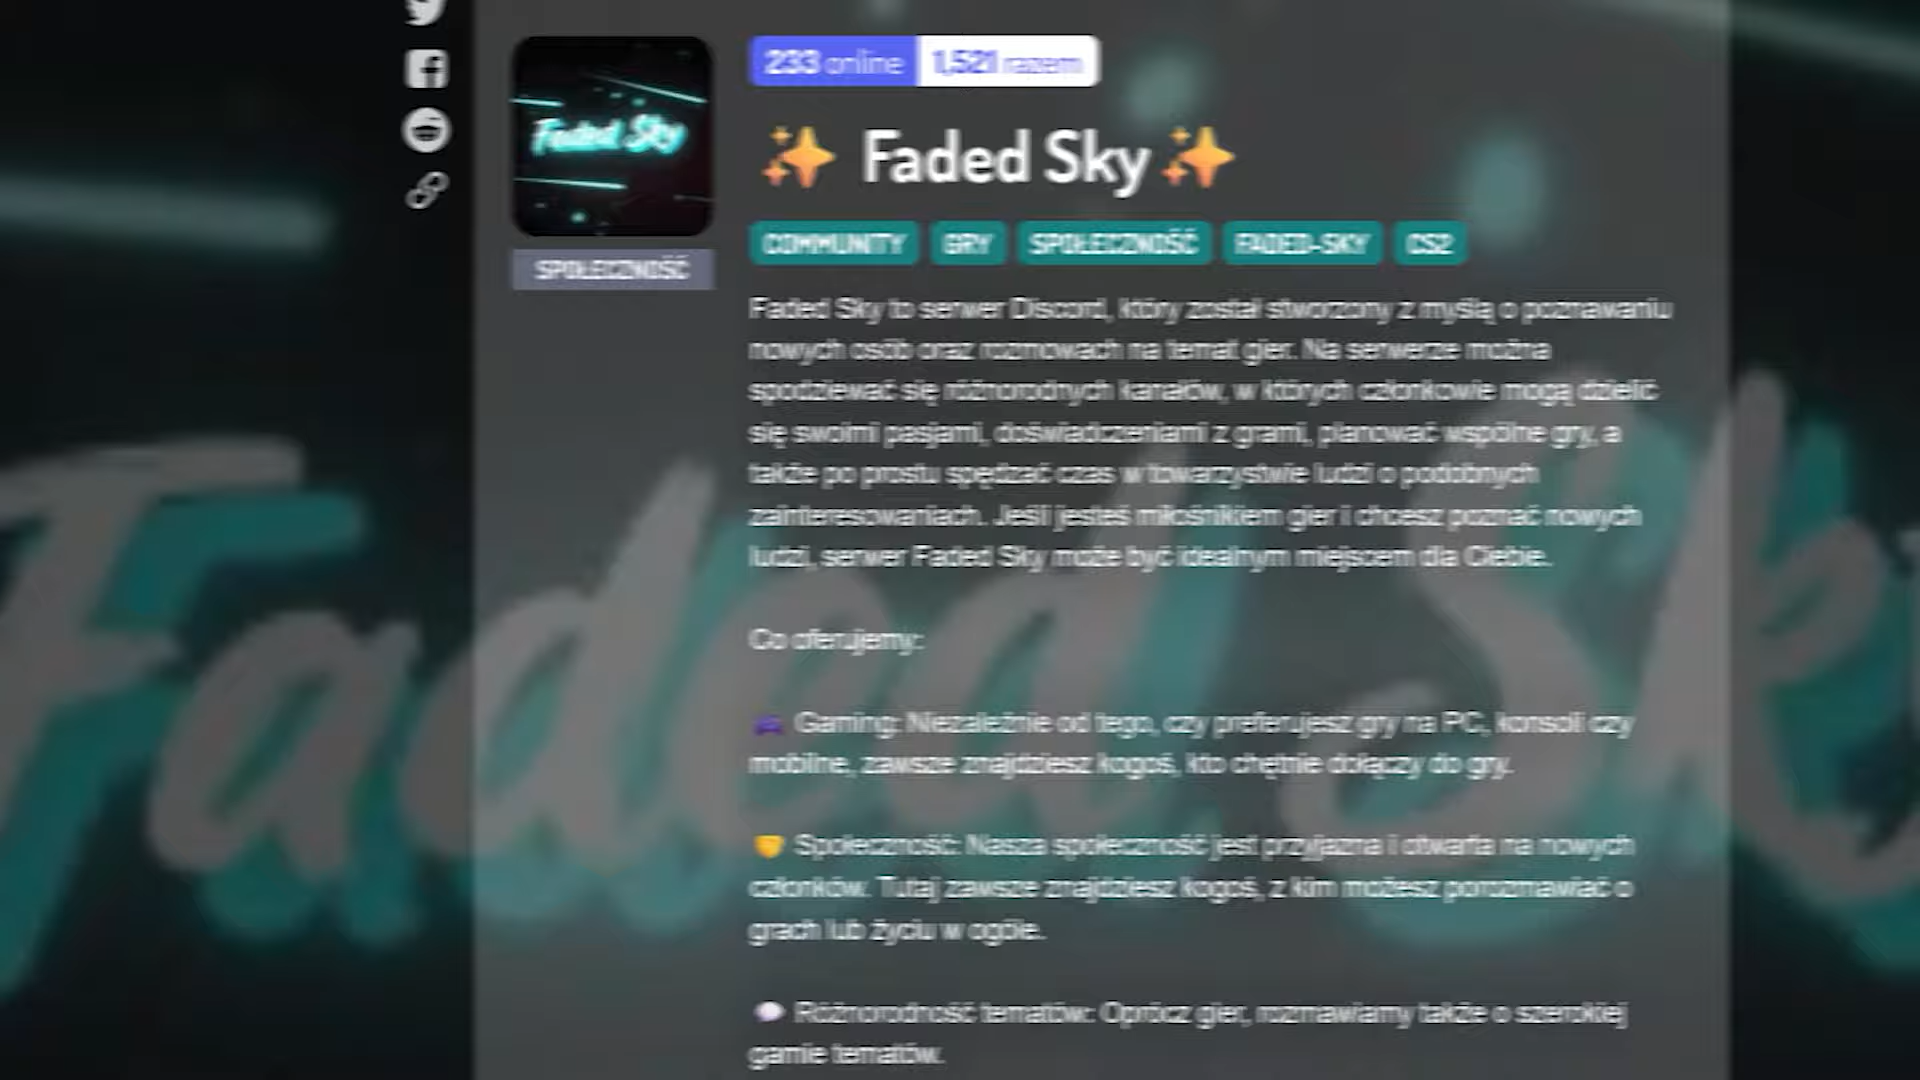 233 online 1,521 razem
Faded Sky
✨ Faded Sky ✨
SPOŁECZNOŚĆ
COMMUNITY GRY SPOŁECZNOŚĆ FADED-SKY CS2
Faded Sky to serwer Discord, który został stworzony z myślą o poznawaniu
nowych osób oraz rozmowach na temat gier. Na serwerze można
spodziewać się różnorodnych kanałów, w których członkowie mogą dzielić
się swoimi pasjami, doświadczeniami z grami, planować wspólne gry, a
także po prostu spędzać czas w towarzystwie ludzi o podobnych
zainteresowaniach. Jeśli jesteś miłośnikiem gier i chcesz poznać nowych
ludzi, serwer Faded Sky może być idealnym miejscem dla Ciebie.
Co oferujemy:
🎮 Gaming: Niezależnie od tego, czy preferujesz gry na PC, konsoli czy
mobilne, zawsze znajdziesz kogoś, kto chętnie dołączy do gry.
Społeczność: Nasza społeczność jest przyjazna i otwarta na nowych
członków. Tutaj zawsze znajdziesz kogoś, z kim możesz porozmawiać o
grach lub życiu w ogóle.
💬 Różnorodność tematów: Oprócz gier, rozmawiamy także o szerokiej
gamie tematów.
Faded Sky